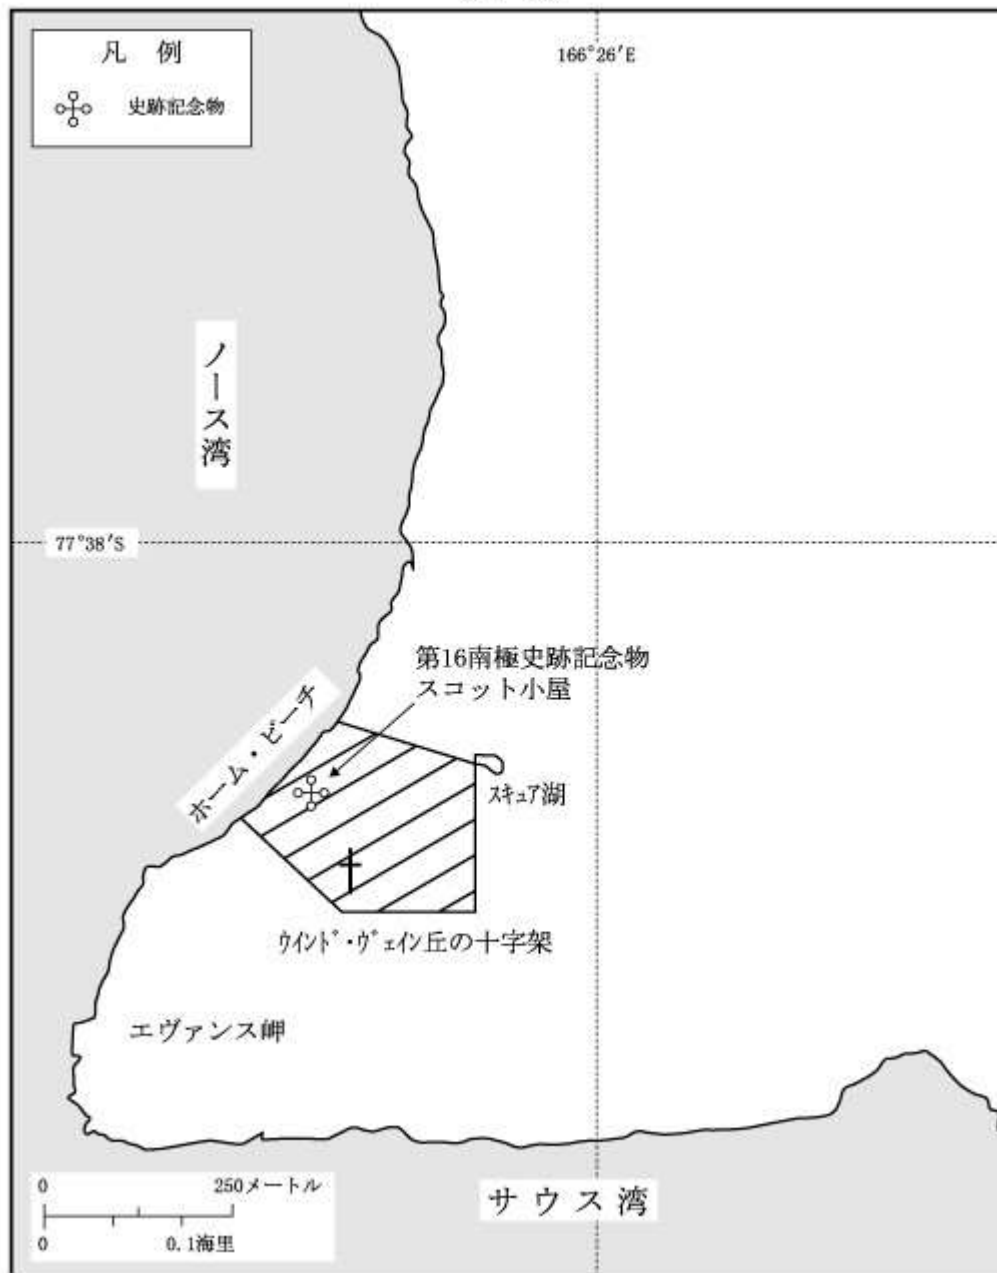 凡 例
史跡記念物
166°26′E
ノース湾
77°38′S
第16南極史跡記念物
スコット小屋
ホーム・ビーチ
スキュア湖
ウインド・ヴェイン丘の十字架
エヴァンス岬
0 250メートル
0 0.1海里
サウス湾